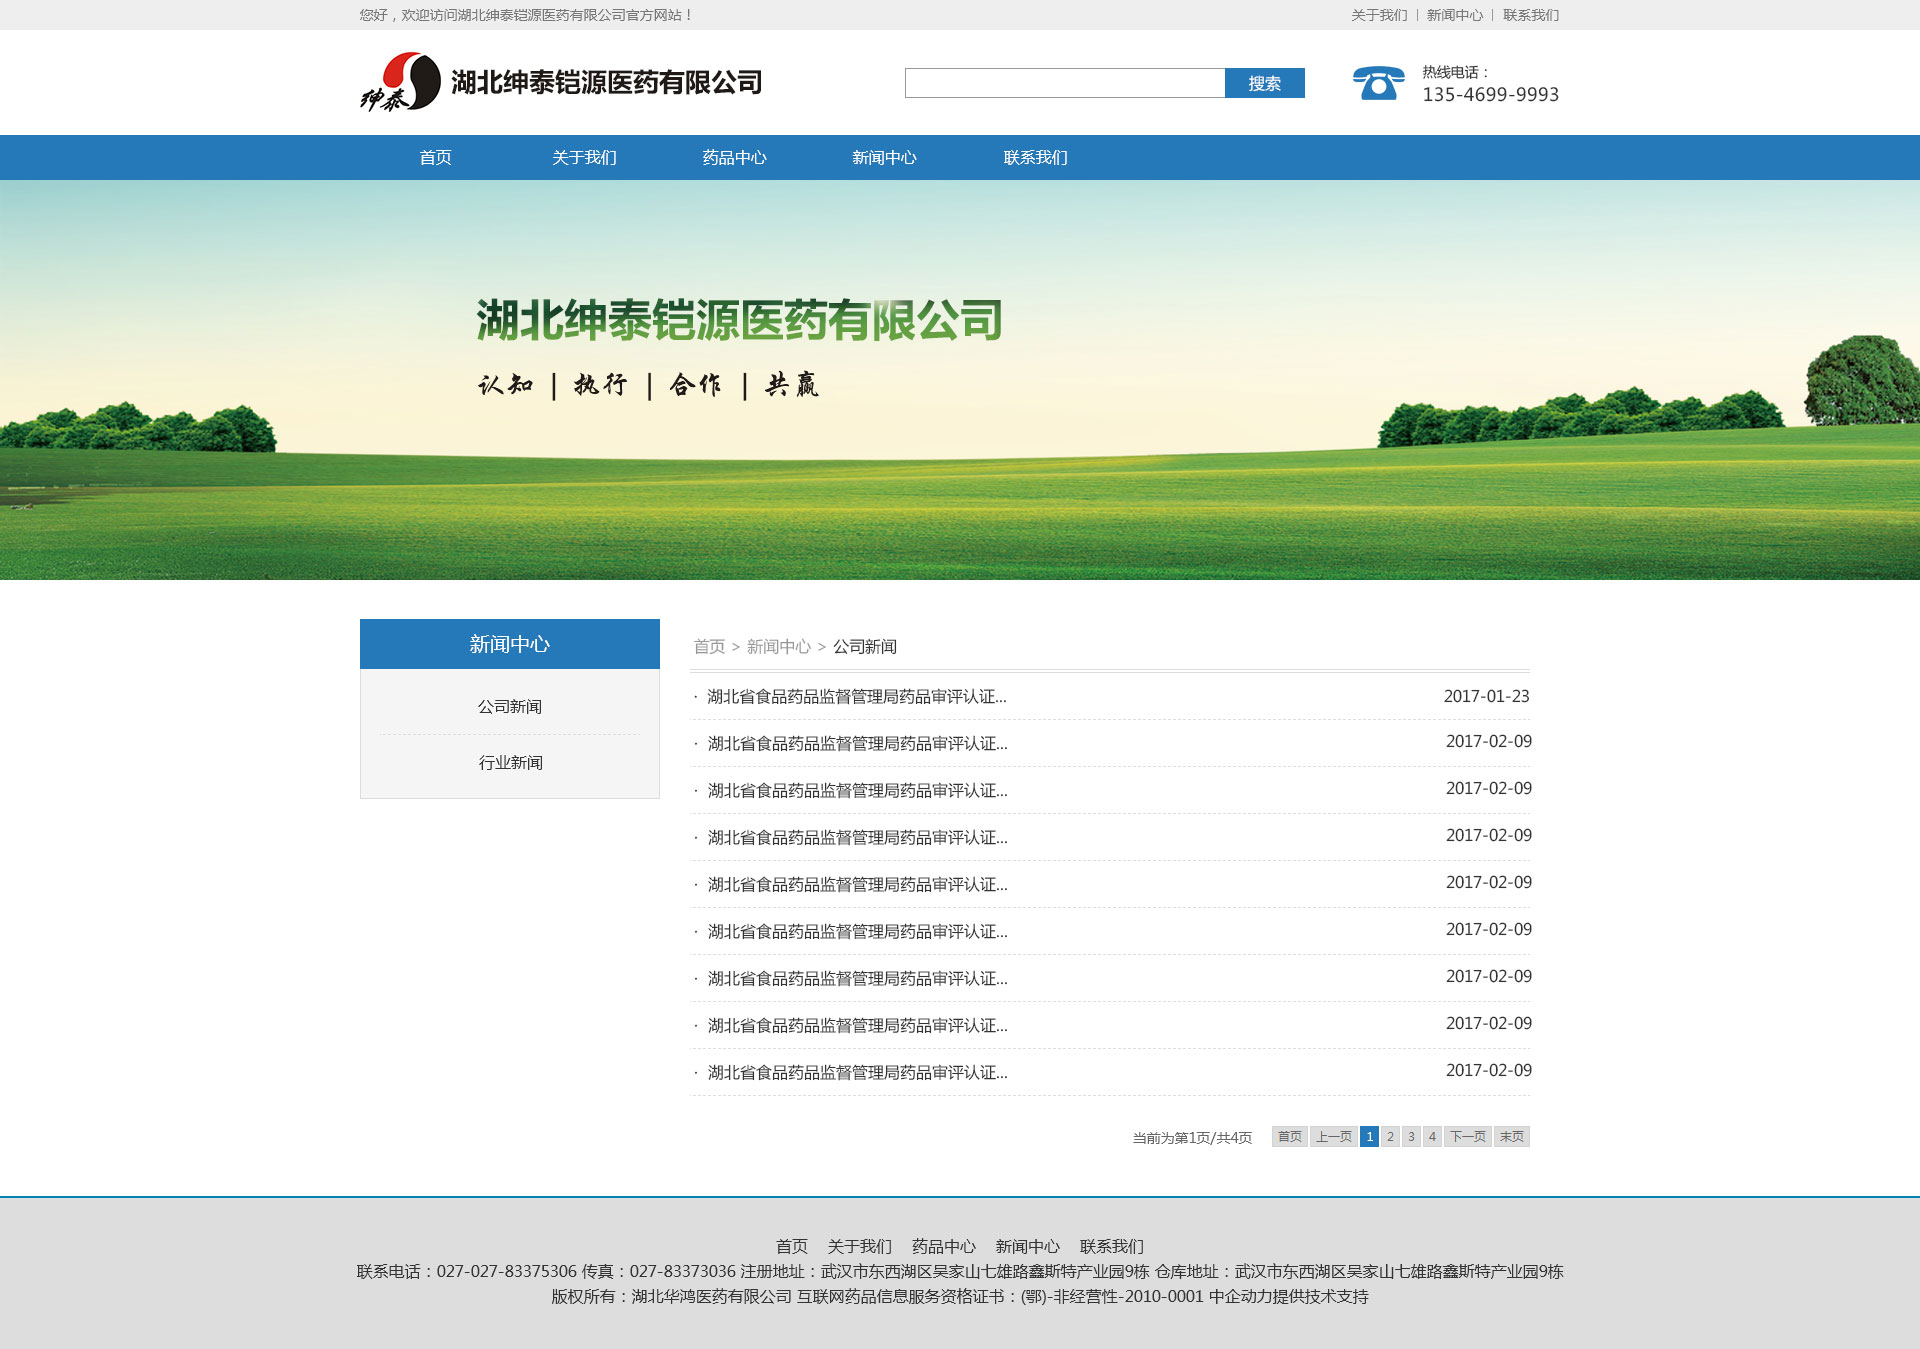 您好，欢迎访问湖北绅泰铠源医药有限公司官方网站！
关于我们 | 新闻中心 | 联系我们
绅泰
湖北绅泰铠源医药有限公司
搜索
热线电话：
135-4699-9993
首页 关于我们 药品中心 新闻中心 联系我们
湖北绅泰铠源医药有限公司
认知 | 执行 | 合作 | 共赢
新闻中心
公司新闻
行业新闻
首页 > 新闻中心 > 公司新闻
· 湖北省食品药品监督管理局药品审评认证... 2017-01-23
· 湖北省食品药品监督管理局药品审评认证... 2017-02-09
· 湖北省食品药品监督管理局药品审评认证... 2017-02-09
· 湖北省食品药品监督管理局药品审评认证... 2017-02-09
· 湖北省食品药品监督管理局药品审评认证... 2017-02-09
· 湖北省食品药品监督管理局药品审评认证... 2017-02-09
· 湖北省食品药品监督管理局药品审评认证... 2017-02-09
· 湖北省食品药品监督管理局药品审评认证... 2017-02-09
· 湖北省食品药品监督管理局药品审评认证... 2017-02-09
当前为第1页/共4页 首页 上一页 1 2 3 4 下一页 末页
首页 关于我们 药品中心 新闻中心 联系我们
联系电话：027-027-83375306 传真：027-83373036 注册地址：武汉市东西湖区吴家山七雄路鑫斯特产业园9栋 仓库地址：武汉市东西湖区吴家山七雄路鑫斯特产业园9栋
版权所有：湖北华鸿医药有限公司 互联网药品信息服务资格证书：(鄂)-非经营性-2010-0001 中企动力提供技术支持